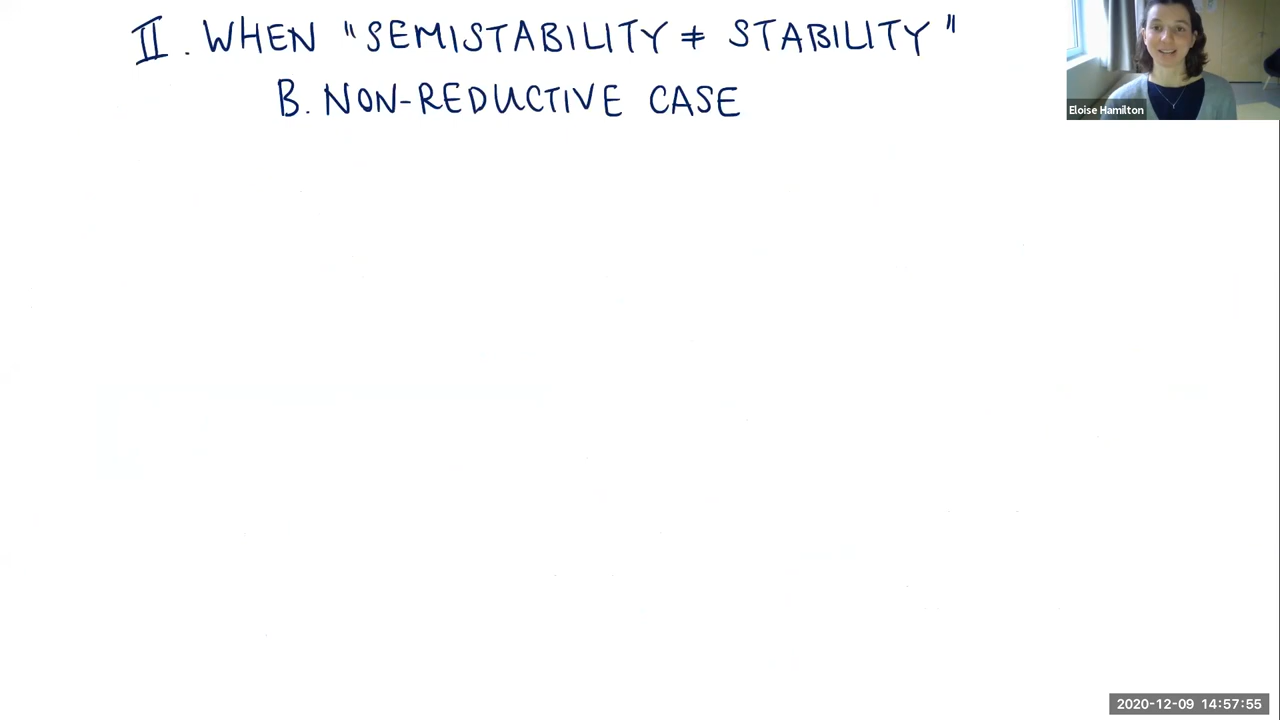 II. WHEN "SEMISTABILITY ≠ STABILITY"
B. NON-REDUCTIVE CASE
Eloise Hamilton
2020-12-09 14:57:55